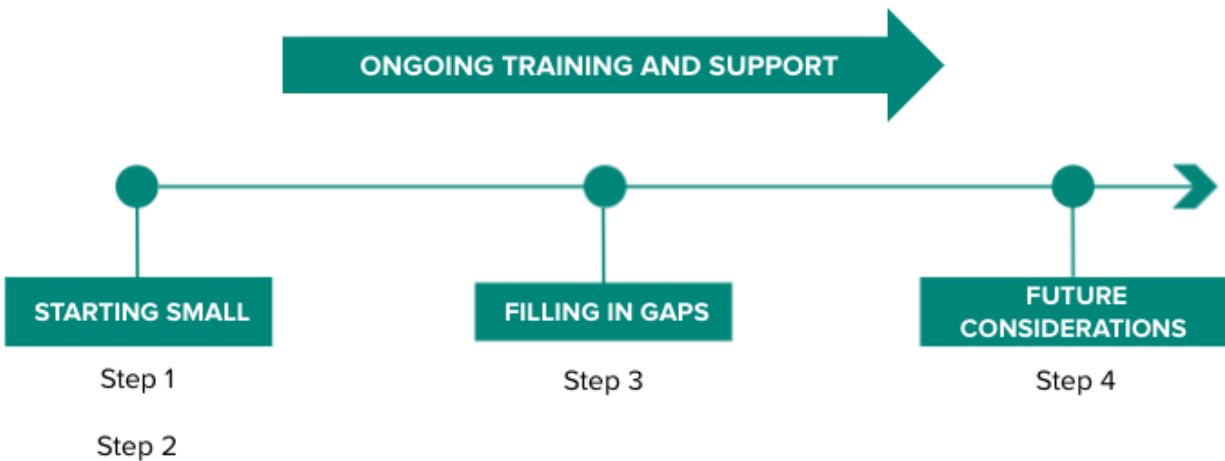 ONGOING TRAINING AND SUPPORT
STARTING SMALL
Step 1
Step 2
FILLING IN GAPS
Step 3
FUTURE
CONSIDERATIONS
Step 4